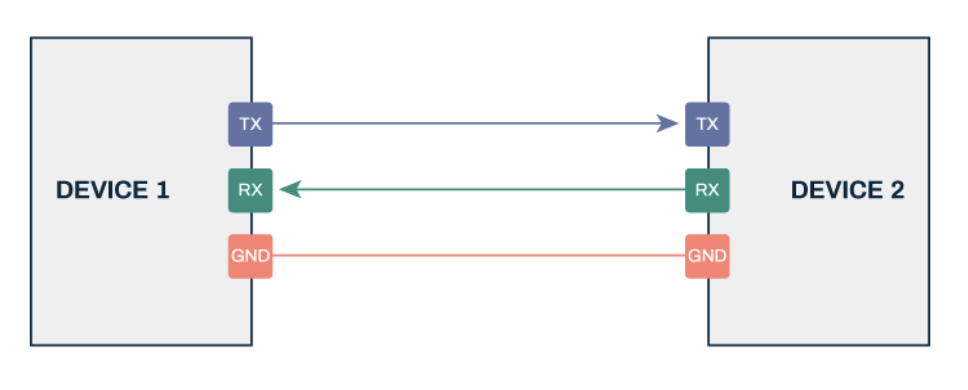 TX
TX
DEVICE 1
RX
RX
DEVICE 2
GND
GND